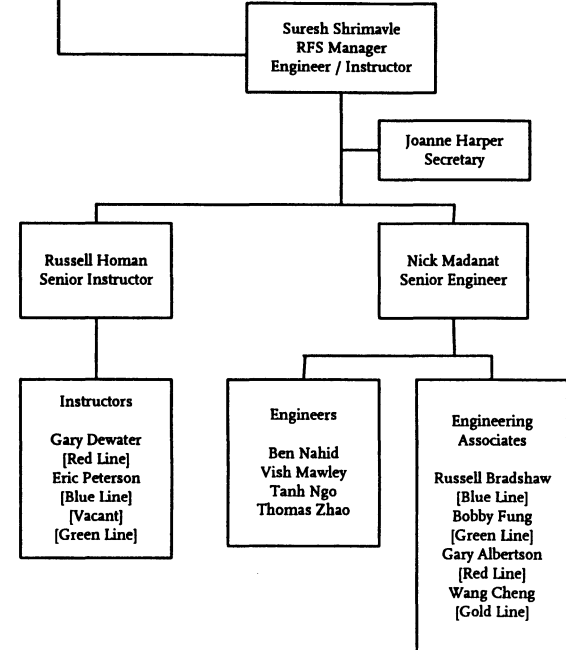 Suresh Shrimavle
RFS Manager
Engineer / Instructor
Joanne Harper
Secretary
Russell Homan
Senior Instructor
Nick Madanat
Senior Engineer
Instructors
Gary Dewater
[Red Line]
Eric Peterson
[Blue Line]
[Vacant]
[Green Line]
Engineers
Ben Nahid
Vish Mawley
Tanh Ngo
Thomas Zhao
Engineering
Associates
Russell Bradshaw
[Blue Line]
Bobby Fung
[Green Line]
Gary Albertson
[Red Line]
Wang Cheng
[Gold Line]